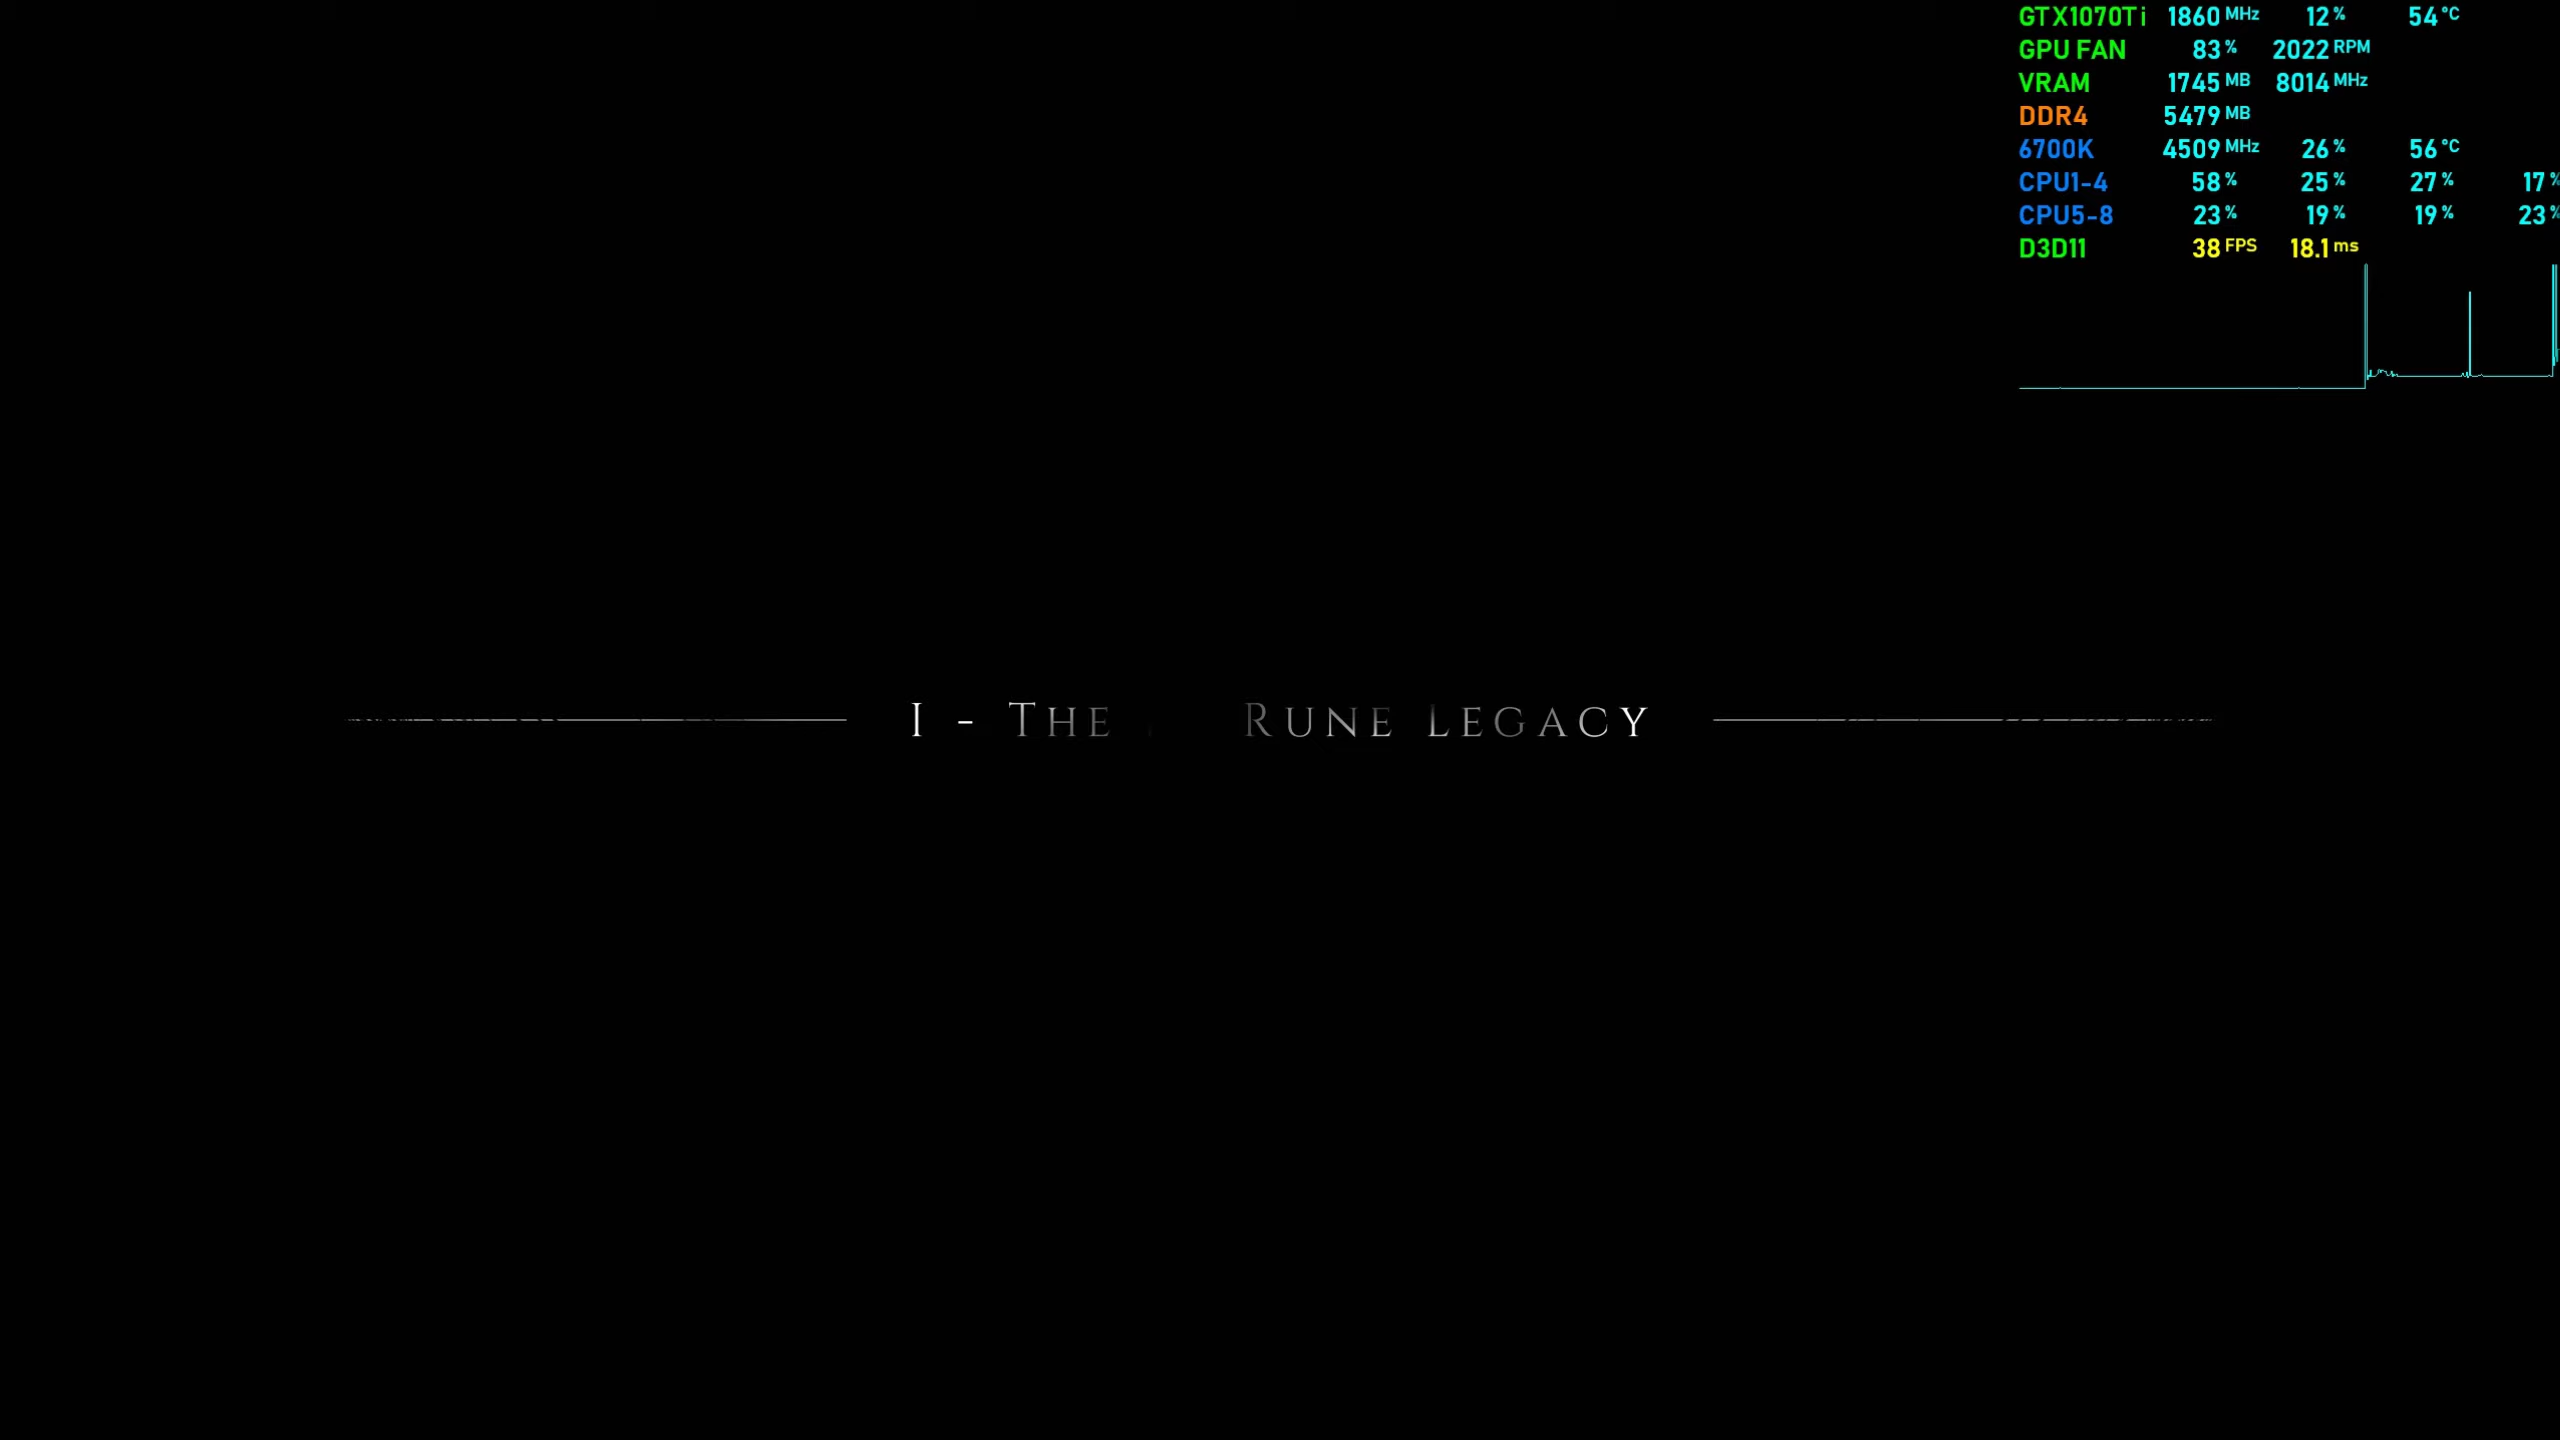 GTX1070Ti 1860 MHz 12 % 54 °C
GPU FAN 83 % 2022 RPM
VRAM 1745 MB 8014 MHz
DDR4 5479 MB
6700K 4509 MHz 26 % 56 °C
CPU1-4 58 % 25 % 27 % 17 %
CPU5-8 23 % 19 % 19 % 23 %
D3D11 38 FPS 18.1 ms
I - The Rune Legacy